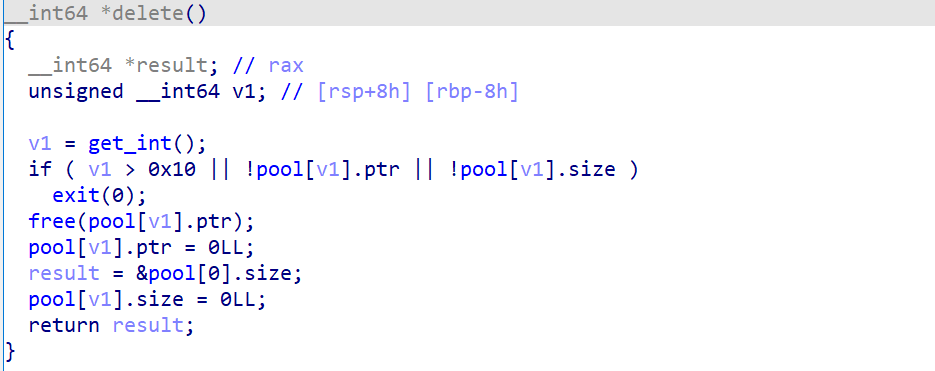 __int64 *delete()
{
  __int64 *result; // rax
  unsigned __int64 v1; // [rsp+8h] [rbp-8h]

  v1 = get_int();
  if ( v1 > 0x10 || !pool[v1].ptr || !pool[v1].size )
    exit(0);
  free(pool[v1].ptr);
  pool[v1].ptr = 0LL;
  result = &pool[0].size;
  pool[v1].size = 0LL;
  return result;
}